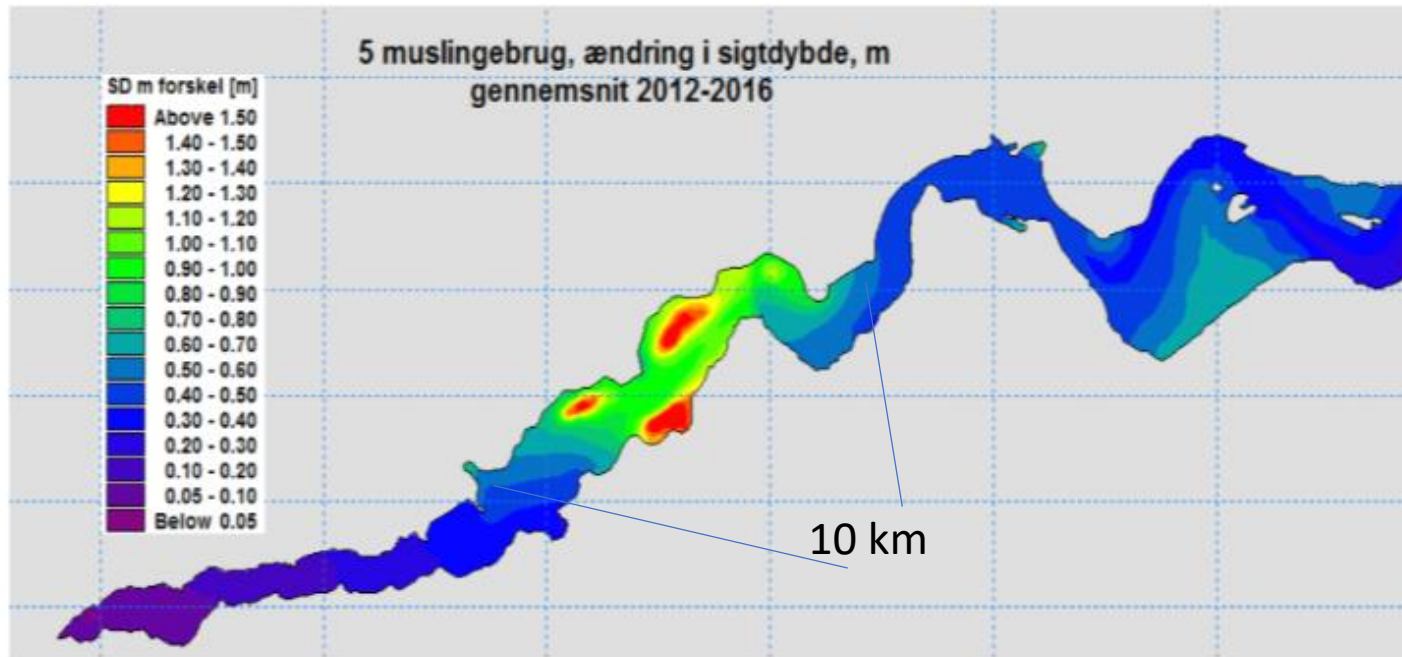 5 muslingebrug, ændring i sigtdybde, m
gennemsnit 2012-2016
SD m forskel [m]
Above 1.50
1.40 - 1.50
1.30 - 1.40
1.20 - 1.30
1.10 - 1.20
1.00 - 1.10
0.90 - 1.00
0.80 - 0.90
0.70 - 0.80
0.60 - 0.70
0.50 - 0.60
0.40 - 0.50
0.30 - 0.40
0.20 - 0.30
0.10 - 0.20
0.05 - 0.10
Below 0.05
10 km